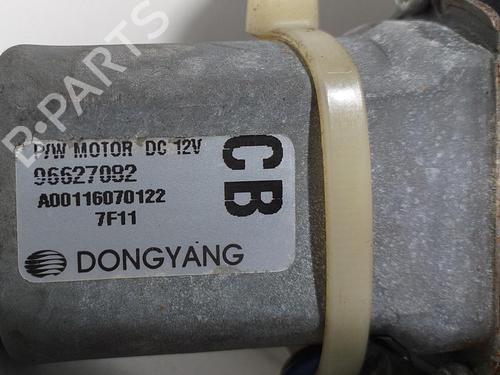 B-PARTS
P/W MOTOR DC 12V
96627082
A00116070122
7F11
CB
DONGYANG